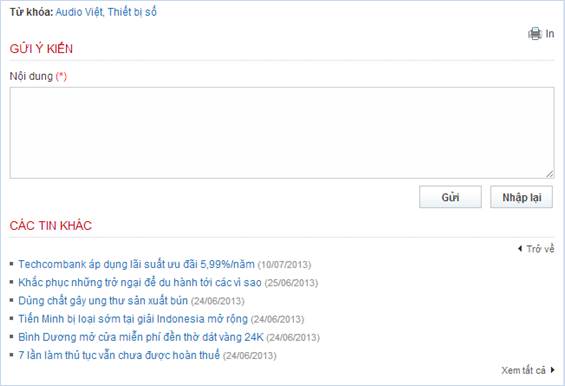 Từ khóa: Audio Việt, Thiết bị số
In
GỬI Ý KIẾN
Nội dung (*)
Gửi
Nhập lại
CÁC TIN KHÁC
Trở về
Techcombank áp dụng lãi suất ưu đãi 5,99%/năm (10/07/2013)
Khắc phục những trở ngại để du hành tới các vì sao (25/06/2013)
Dùng chất gây ung thư sản xuất bún (24/06/2013)
Tiến Minh bị loại sớm tại giải Indonesia mở rộng (24/06/2013)
Bình Dương mở cửa miễn phí đền thờ dát vàng 24K (24/06/2013)
7 lần làm thủ tục vẫn chưa được hoàn thuế (24/06/2013)
Xem tất cả